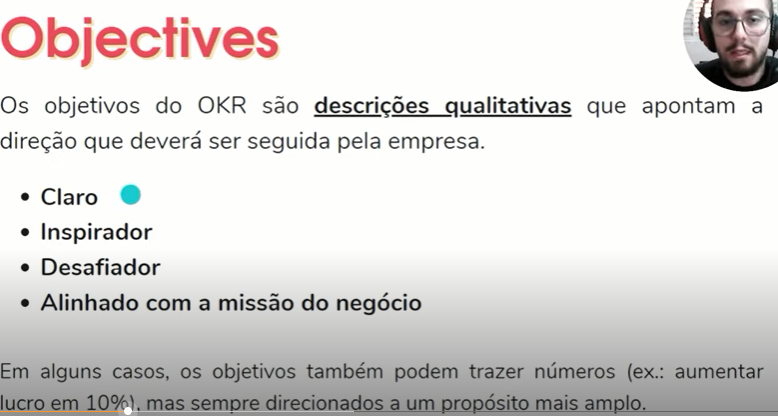 Objectives
Os objetivos do OKR são descrições qualitativas que apontam a
direção que deverá ser seguida pela empresa.
• Claro
• Inspirador
• Desafiador
• Alinhado com a missão do negócio
Em alguns casos, os objetivos também podem trazer números (ex.: aumentar
lucro em 10%), mas sempre direcionados a um propósito mais amplo.